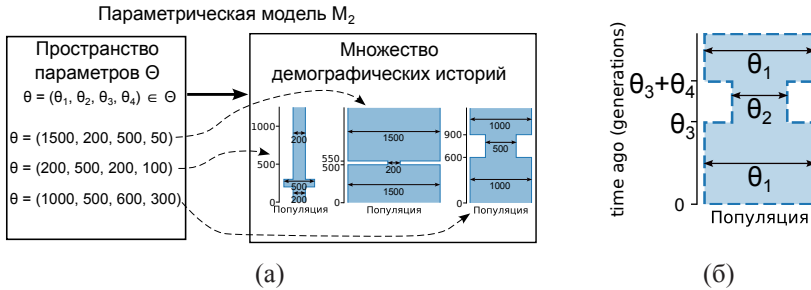 Параметрическая модель M₂
Пространство
параметров Θ
θ = (θ₁, θ₂, θ₃, θ₄) ∈ Θ
θ = (1500, 200, 500, 50)
θ = (200, 500, 200, 100)
θ = (1000, 500, 600, 300)
Множество
демографических историй
1000
500
0
200
500
200
Популяция
550
500
0
1500
200
1500
Популяция
900
600
0
1000
500
1000
Популяция
(а)
time ago (generations)
θ₃+θ₄
θ₃
0
θ₁
θ₂
θ₁
Популяция
(б)